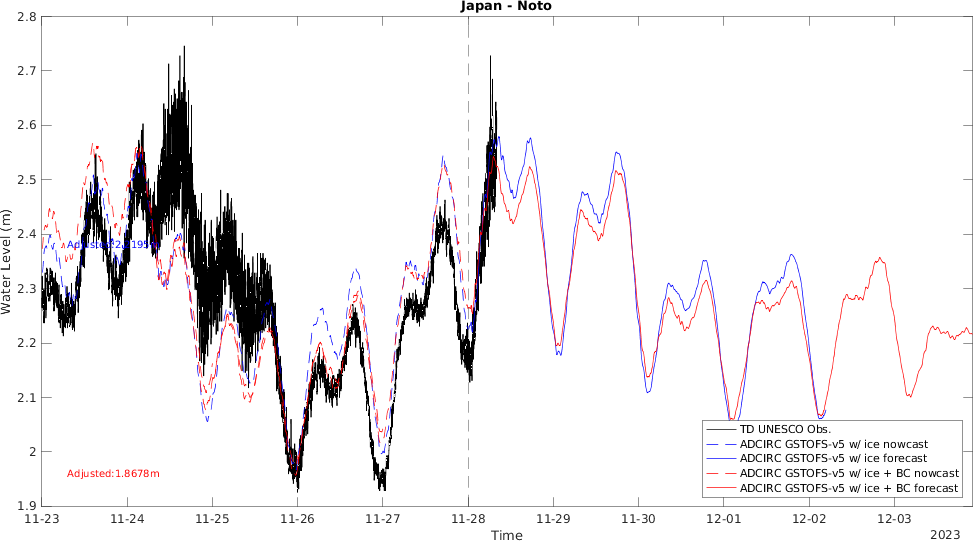 Japan - Noto
2.8
2.7
2.6
2.5
2.4
2.3
2.2
2.1
2
1.9
Water Level (m)
Adjusted:1.8678m
TD UNESCO Obs.
ADCIRC GSTOFS-v5 w/ ice nowcast
ADCIRC GSTOFS-v5 w/ ice forecast
ADCIRC GSTOFS-v5 w/ ice + BC nowcast
ADCIRC GSTOFS-v5 w/ ice + BC forecast
11-23
11-24
11-25
11-26
11-27
11-28
11-29
11-30
12-01
12-02
12-03
Time
2023